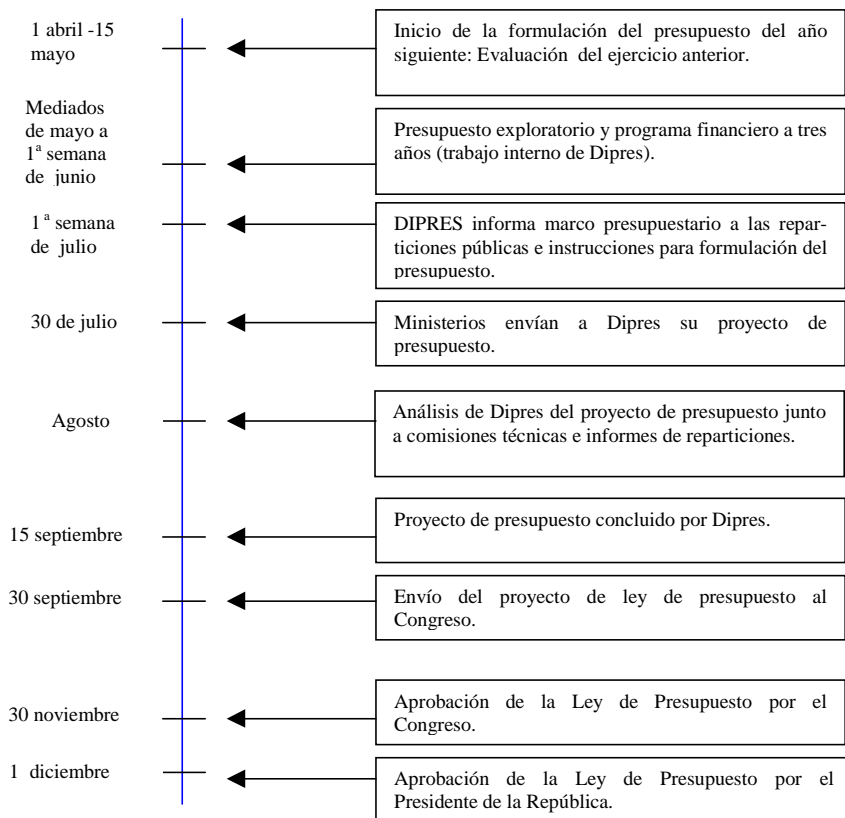 1 abril -15
mayo
Inicio de la formulación del presupuesto del año
siguiente: Evaluación del ejercicio anterior.
Mediados
de mayo a
1ª semana
de junio
Presupuesto exploratorio y programa financiero a tres
años (trabajo interno de Dipres).
1 ª semana
de julio
DIPRES informa marco presupuestario a las repar-
ticiones públicas e instrucciones para formulación del
presupuesto.
30 de julio
Ministerios envían a Dipres su proyecto de
presupuesto.
Agosto
Análisis de Dipres del proyecto de presupuesto junto
a comisiones técnicas e informes de reparticiones.
15 septiembre
Proyecto de presupuesto concluido por Dipres.
30 septiembre
Envío del proyecto de ley de presupuesto al
Congreso.
30 noviembre
Aprobación de la Ley de Presupuesto por el
Congreso.
1 diciembre
Aprobación de la Ley de Presupuesto por el
Presidente de la República.